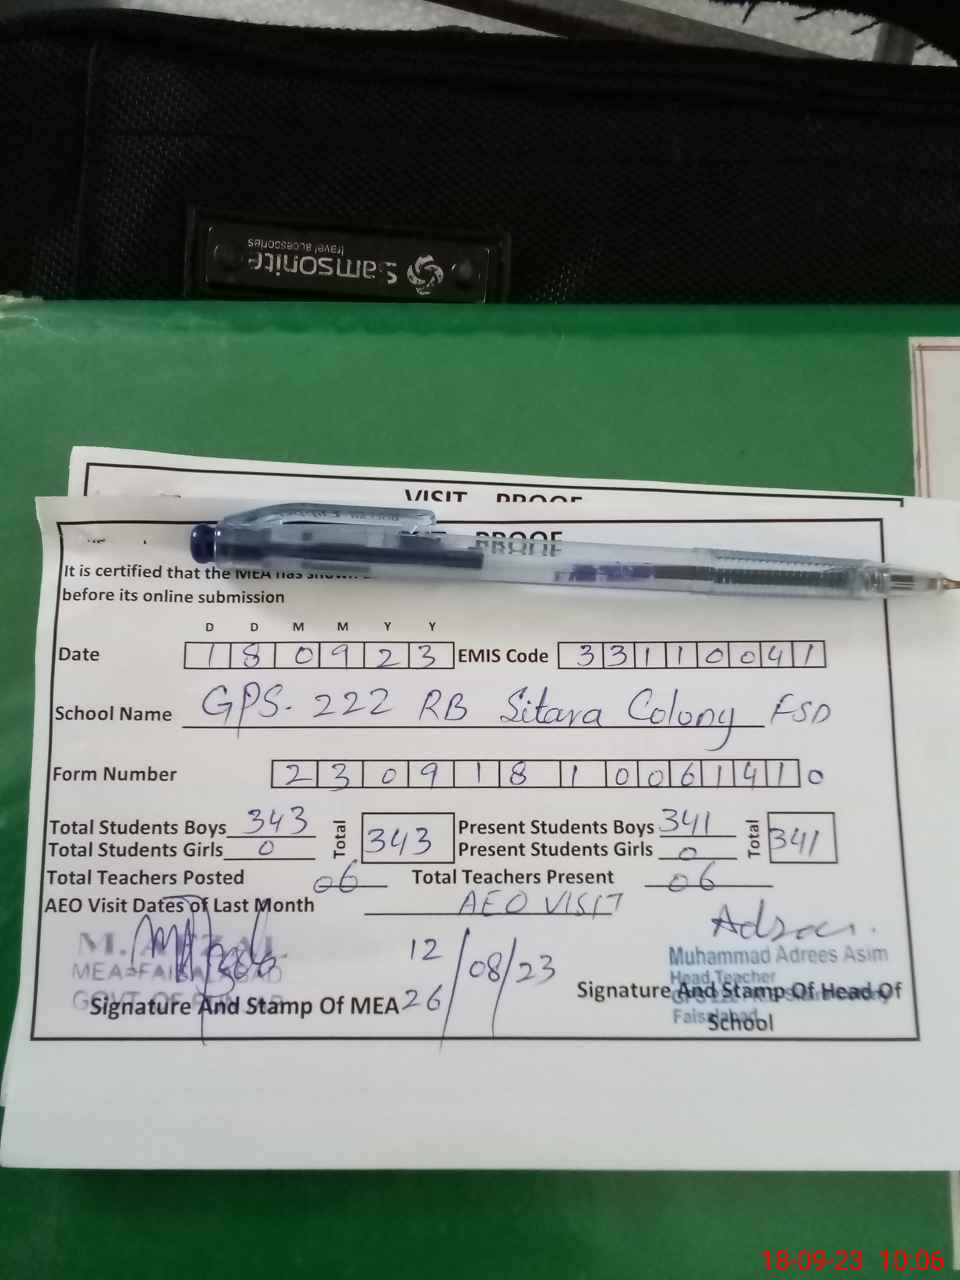 Samsonite
travel accessories
VISIT PROOF
PROOF
It is certified that the MEA has
before its online submission
D D M M Y Y
Date 1 8 0 9 2 3 EMIS Code 3 3 1 1 0 0 4 1
School Name GPS. 222 RB Sitara Colony FSD
Form Number 2 3 0 9 1 8 1 0 0 6 1 4 1 0
Total Students Boys 343 Total 343 Present Students Boys 341 Total 341
Total Students Girls 0 Present Students Girls 0
Total Teachers Posted 06 Total Teachers Present 06
AEO Visit Dates of Last Month AEO VISIT
12 26 /08/23
Muhammad Adrees Asim
Head Teacher
Faisalabad
Signature And Stamp Of MEA
Signature And Stamp Of Head Of
School
18-09-23 10:06